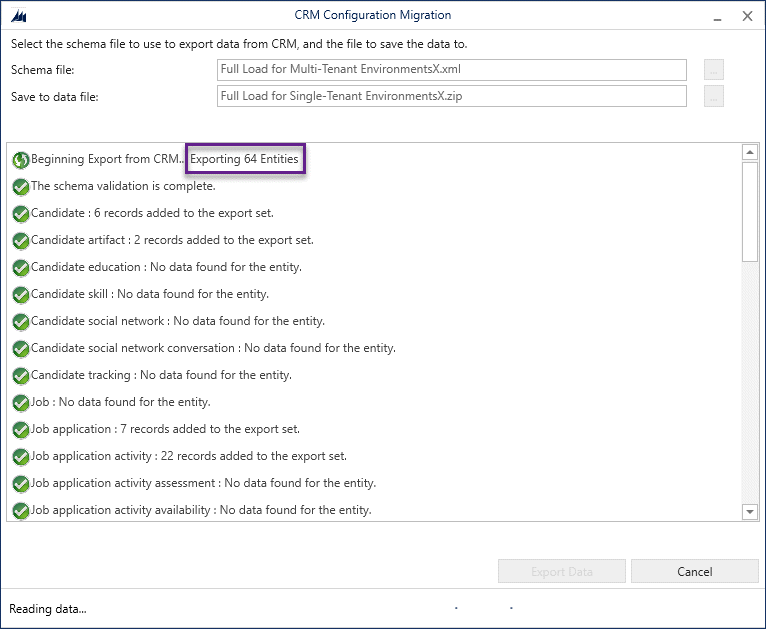 CRM Configuration Migration
Select the schema file to use to export data from CRM, and the file to save the data to.
Schema file:
Full Load for Multi-Tenant EnvironmentsX.xml
...
Save to data file:
Full Load for Single-Tenant EnvironmentsX.zip
...
Beginning Export from CRM.. Exporting 64 Entities
The schema validation is complete.
Candidate : 6 records added to the export set.
Candidate artifact : 2 records added to the export set.
Candidate education : No data found for the entity.
Candidate skill : No data found for the entity.
Candidate social network : No data found for the entity.
Candidate social network conversation : No data found for the entity.
Candidate tracking : No data found for the entity.
Job : No data found for the entity.
Job application : 7 records added to the export set.
Job application activity : 22 records added to the export set.
Job application activity assessment : No data found for the entity.
Job application activity availability : No data found for the entity.
Export Data
Cancel
Reading data...